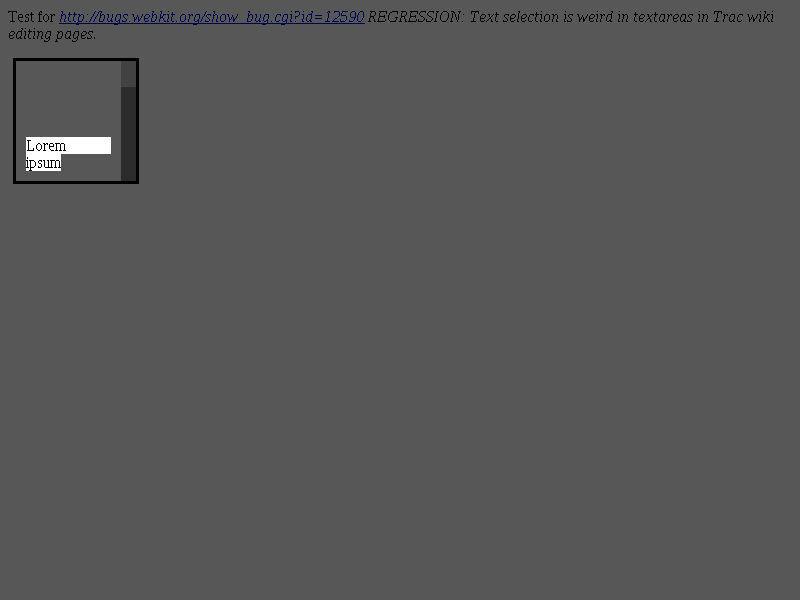 Test for http://bugs.webkit.org/show_bug.cgi?id=12590 REGRESSION: Text selection is weird in textareas in Trac wiki
editing pages.
Lorem
ipsum